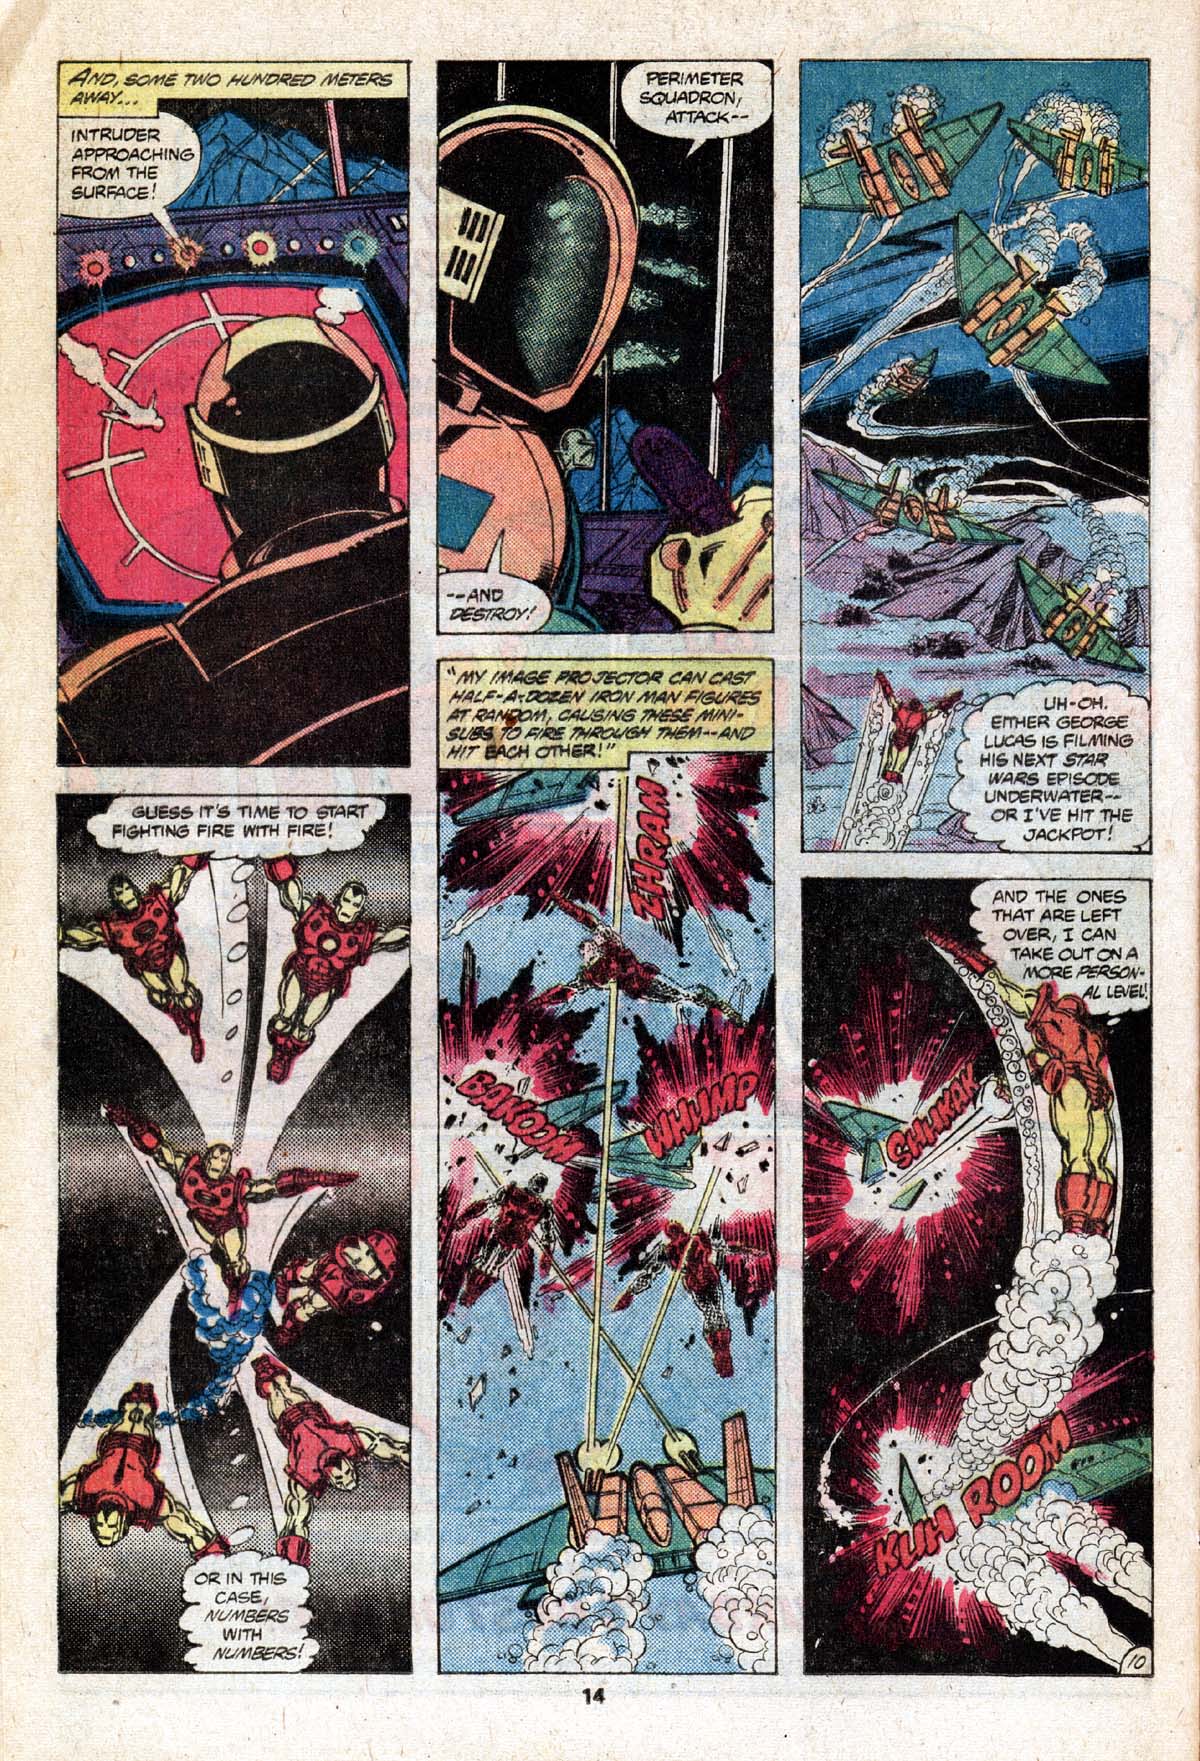 AND, SOME TWO HUNDRED METERS
AWAY...
INTRUDER
APPROACHING
FROM THE
SURFACE!
PERIMETER
SQUADRON,
ATTACK--
--AND
DESTROY!
UH-OH.
EITHER GEORGE
LUCAS IS FILMING
HIS NEXT STAR
WARS EPISODE
UNDERWATER--
OR I'VE HIT THE
JACKPOT!
GUESS IT'S TIME TO START
FIGHTING FIRE WITH FIRE!
OR IN THIS
CASE,
NUMBERS
WITH
NUMBERS!
"MY IMAGE PROJECTOR CAN CAST
HALF-A-DOZEN IRON MAN FIGURES
AT RANDOM, CAUSING THESE MINI-
SUBS TO FIRE THROUGH THEM--AND
HIT EACH OTHER!"
ZHRAM
BAKOOM
WHUMP
AND THE ONES
THAT ARE LEFT
OVER, I CAN
TAKE OUT ON A
MORE PERSON-
AL LEVEL!
SHKAK
KUH ROOM
10
14